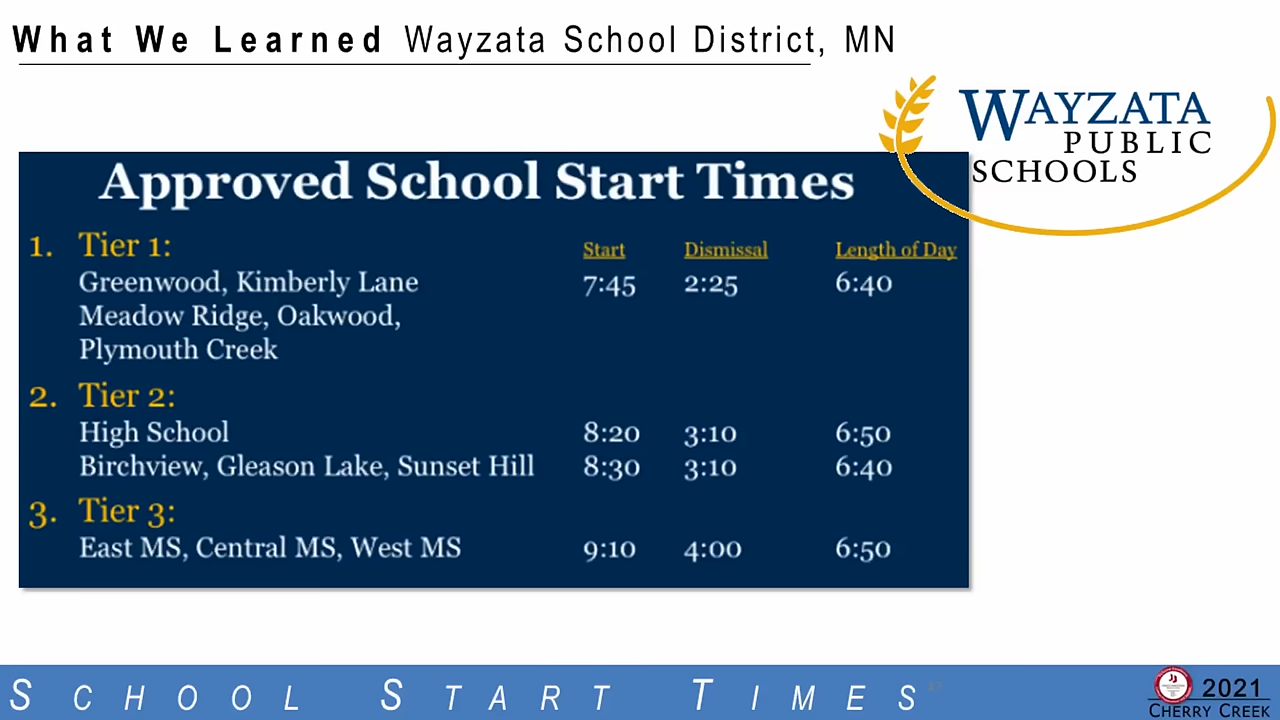 What We Learned Wayzata School District, MN
WAYZATA
PUBLIC
SCHOOLS
Approved School Start Times
1. Tier 1: Start Dismissal Length of Day
Greenwood, Kimberly Lane 7:45 2:25 6:40
Meadow Ridge, Oakwood,
Plymouth Creek
2. Tier 2:
High School 8:20 3:10 6:50
Birchview, Gleason Lake, Sunset Hill 8:30 3:10 6:40
3. Tier 3:
East MS, Central MS, West MS 9:10 4:00 6:50
SCHOOL START TIMES
2021
CHERRY CREEK